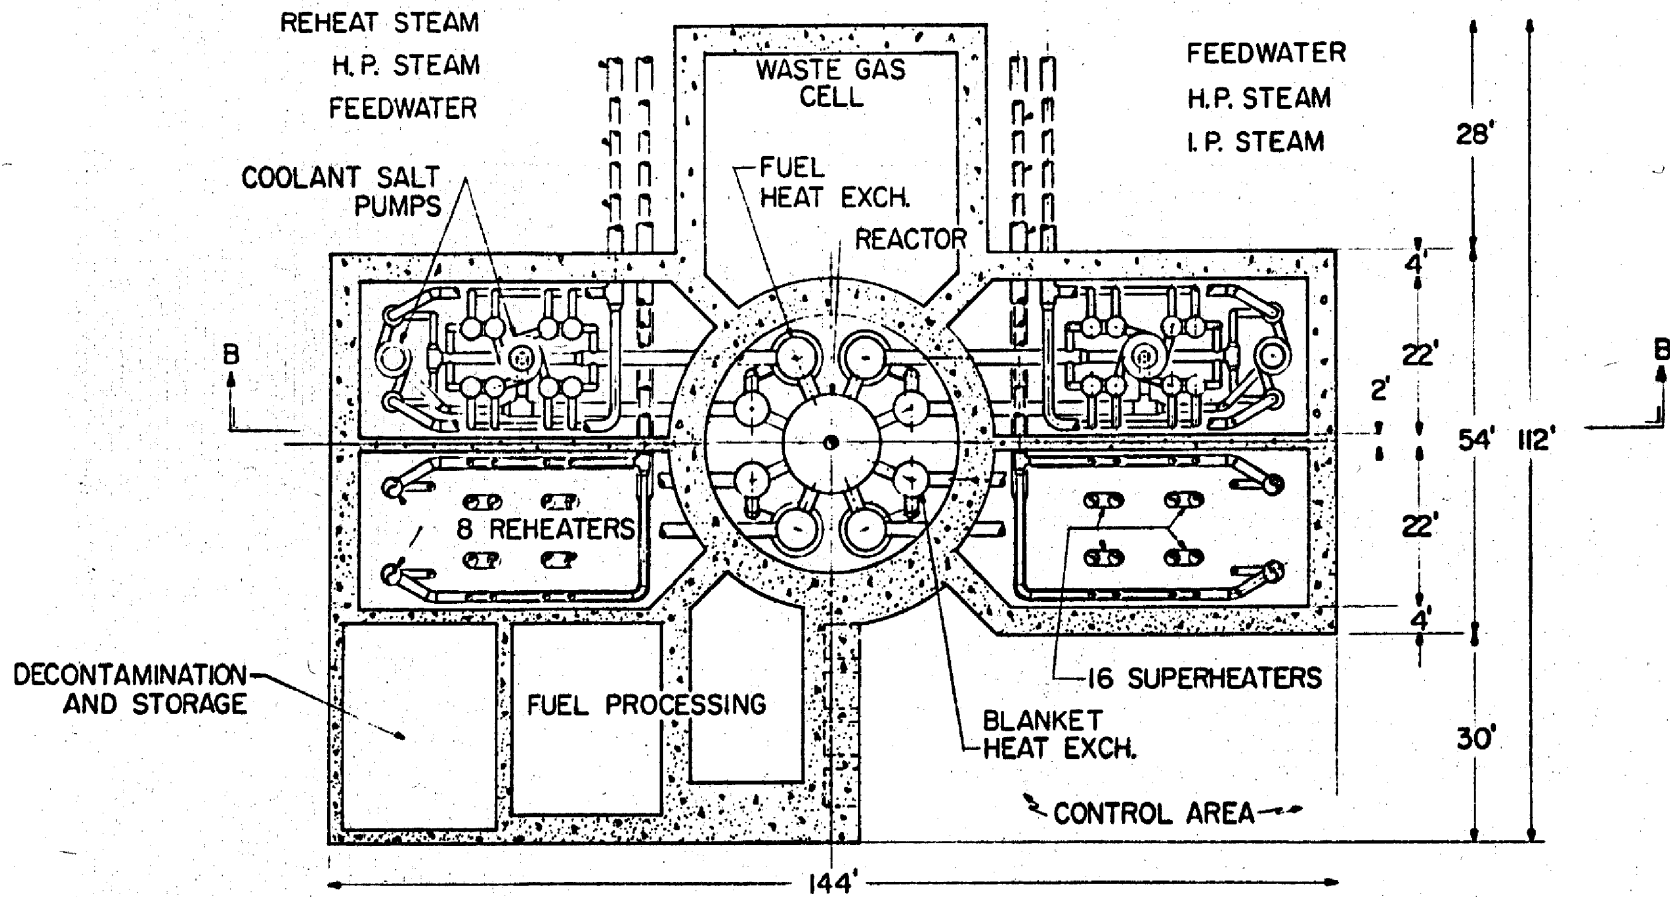 REHEAT STEAM
H.P. STEAM
FEEDWATER
COOLANT SALT
PUMPS
WASTE GAS
CELL
FUEL
HEAT EXCH.
REACTOR
FEEDWATER
H.P. STEAM
I.P. STEAM
28'
4'
22'
2'
54'
112'
22'
4'
30'
B
B
8 REHEATERS
16 SUPERHEATERS
DECONTAMINATION
AND STORAGE
FUEL PROCESSING
BLANKET
HEAT EXCH.
CONTROL AREA
144'